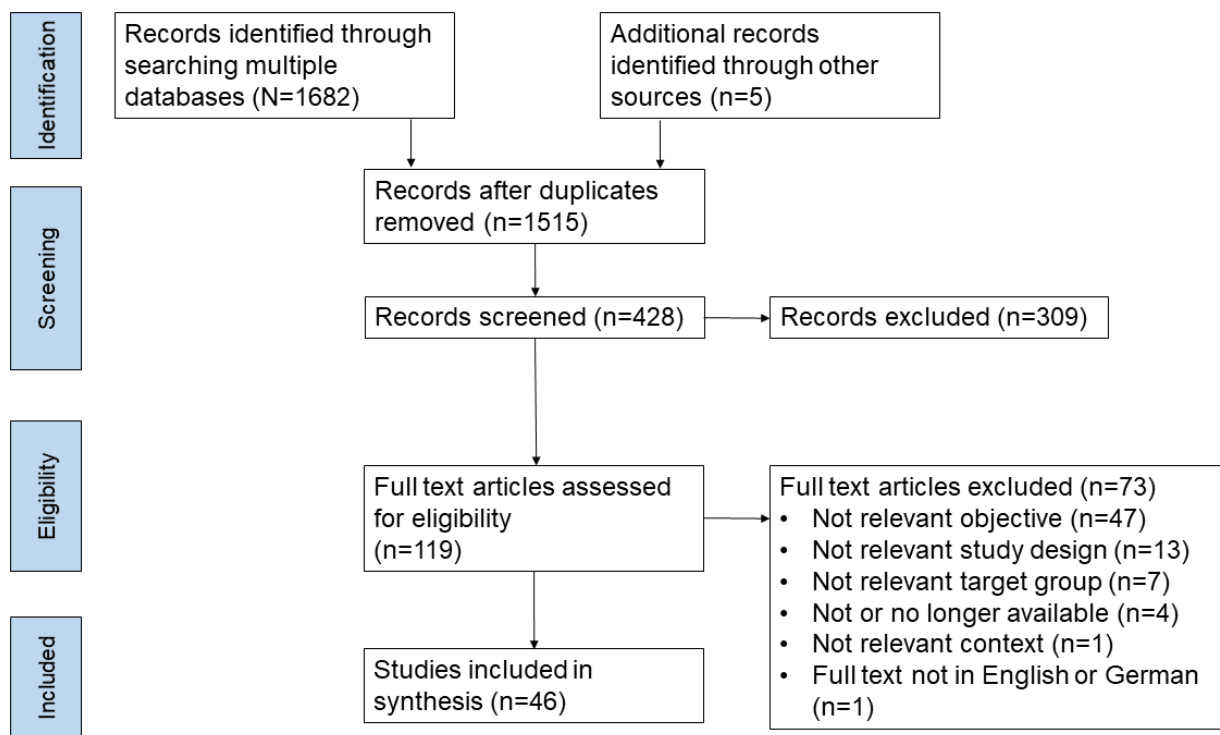 Identification
Records identified through
searching multiple
databases (N=1682)
Additional records
identified through other
sources (n=5)
Records after duplicates
removed (n=1515)
Screening
Records screened (n=428)
Records excluded (n=309)
Eligibility
Full text articles assessed
for eligibility
(n=119)
Full text articles excluded (n=73)
• Not relevant objective (n=47)
• Not relevant study design (n=13)
• Not relevant target group (n=7)
• Not or no longer available (n=4)
• Not relevant context (n=1)
• Full text not in English or German
(n=1)
Included
Studies included in
synthesis (n=46)